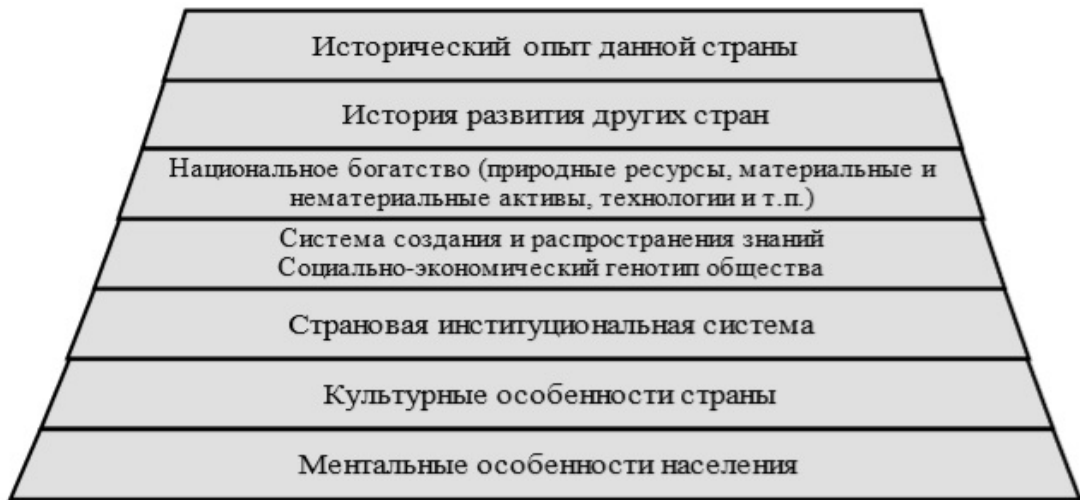 Исторический опыт данной страны
История развития других стран
Национальное богатство (природные ресурсы, материальные и
нематериальные активы, технологии и т.п.)
Система создания и распространения знаний
Социально-экономический генотип общества
Страновая институциональная система
Культурные особенности страны
Ментальные особенности населения